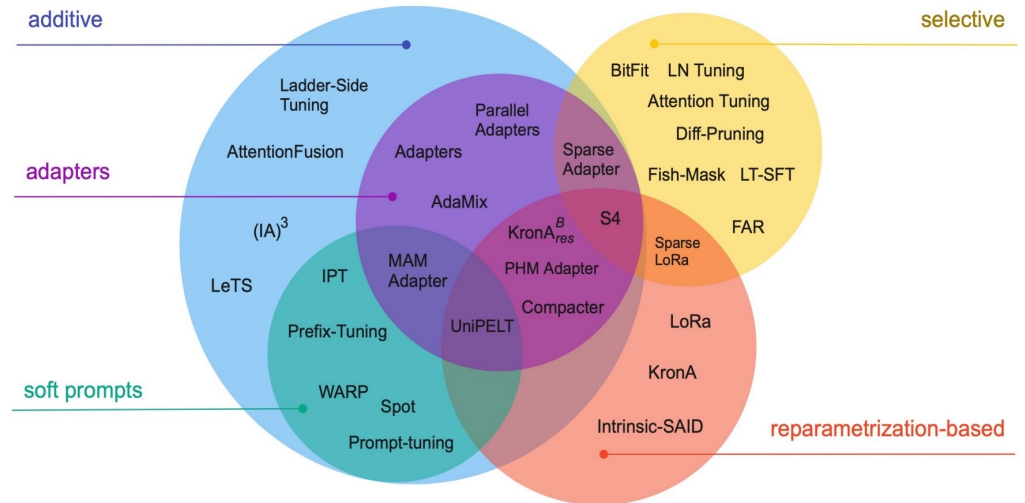 additive
selective
BitFit LN Tuning
Ladder-Side
Tuning
Attention Tuning
Parallel
Adapters
Diff-Pruning
AttentionFusion
Adapters
Sparse
Adapter
adapters
Fish-Mask LT-SFT
AdaMix
(IA)³
KronA^B_res
S4
FAR
MAM
Adapter
Sparse
LoRa
IPT
PHM Adapter
LeTS
Compacter
Prefix-Tuning
UniPELT
LoRa
KronA
soft prompts
WARP
Spot
Intrinsic-SAID
Prompt-tuning
reparametrization-based